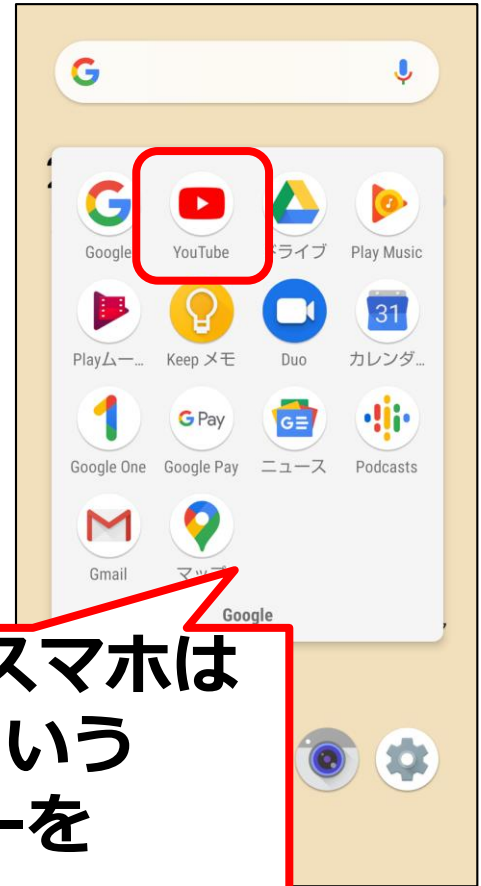 Google
YouTube
ドライブ
Play Music
Playムー…
Keep メモ
Duo
31
カレンダ…
1
Google One
G Pay
Google Pay
GE
ニュース
Podcasts
Gmail
マップ
Google
スマホは
いう
ーを